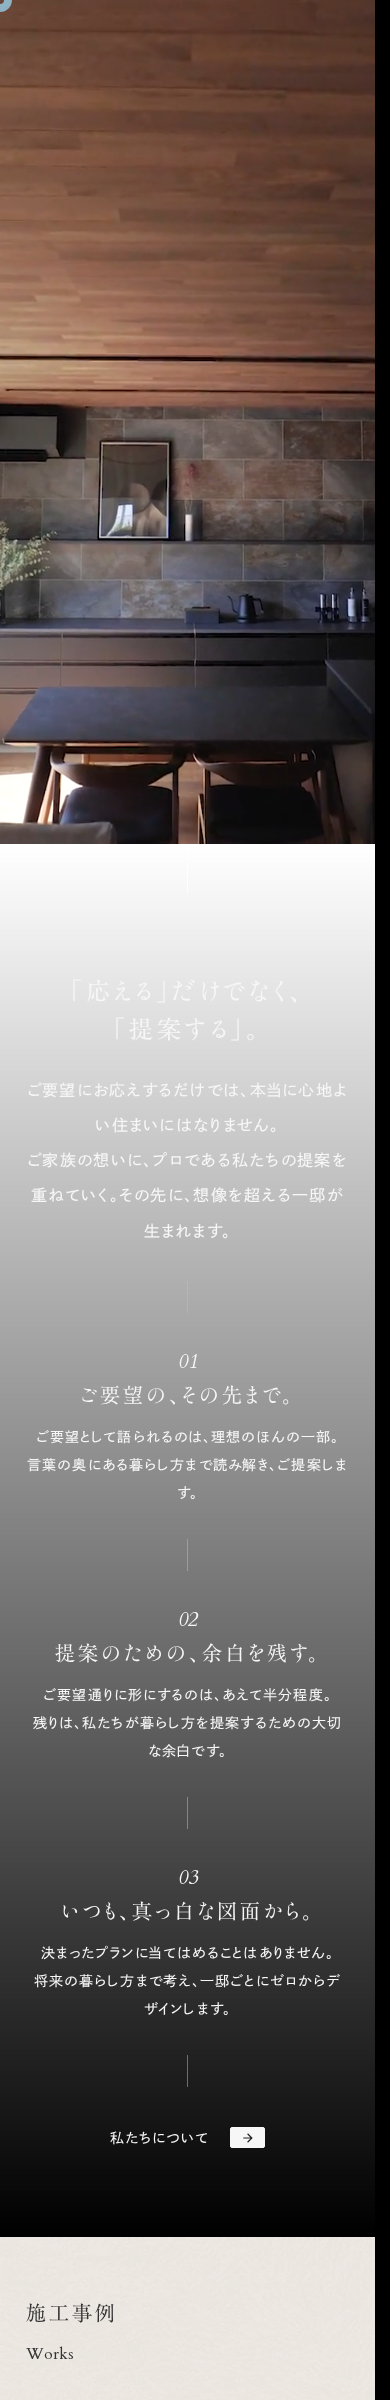 「応える」だけでなく、
「提案する」。
ご要望にお応えするだけでは、本当に心地よ
い住まいにはなりません。
ご家族の想いに、プロである私たちの提案を
重ねていく。その先に、想像を超える一邸が
生まれます。
01
ご要望の、その先まで。
ご要望として語られるのは、理想のほんの一部。
言葉の奥にある暮らし方まで読み解き、ご提案しま
す。
02
提案のための、余白を残す。
ご要望通りに形にするのは、あえて半分程度。
残りは、私たちが暮らし方を提案するための大切
な余白です。
03
いつも、真っ白な図面から。
決まったプランに当てはめることはありません。
将来の暮らし方まで考え、一邸ごとにゼロからデ
ザインします。
私たちについて
施工事例
Works